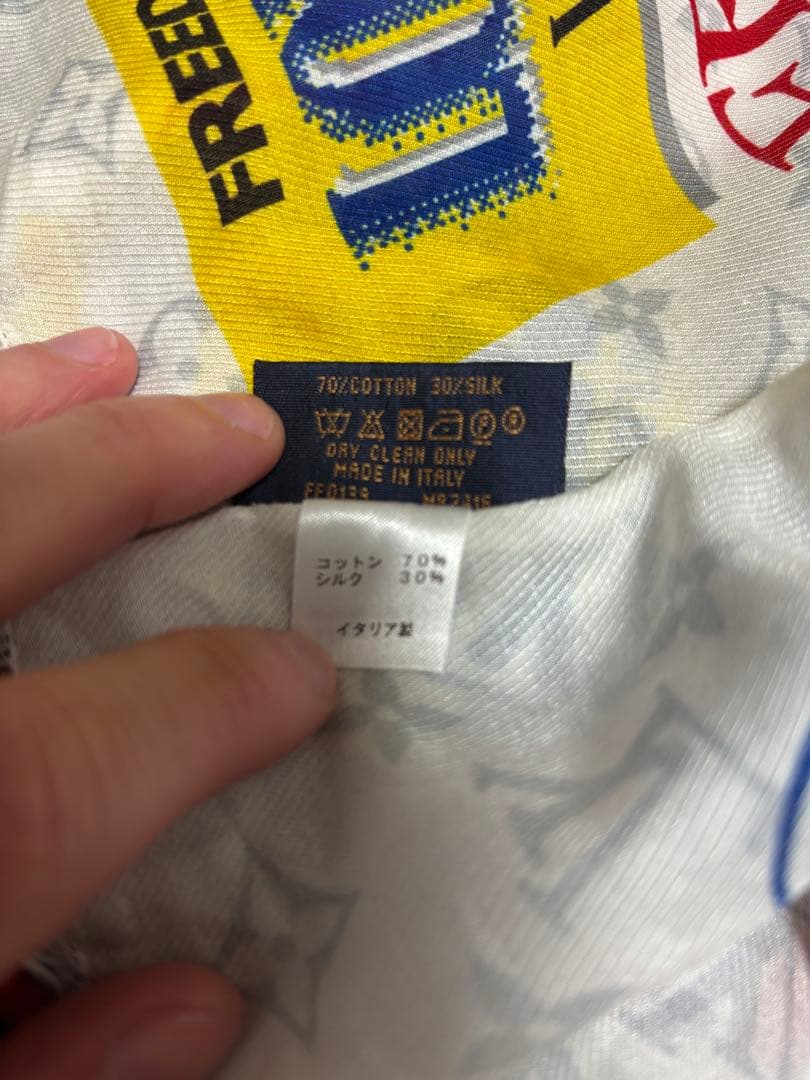 FREED
70%COTTON 30%SILK
DRY CLEAN ONLY
MADE IN ITALY
コットン 70%
シルク 30%
イタリア製